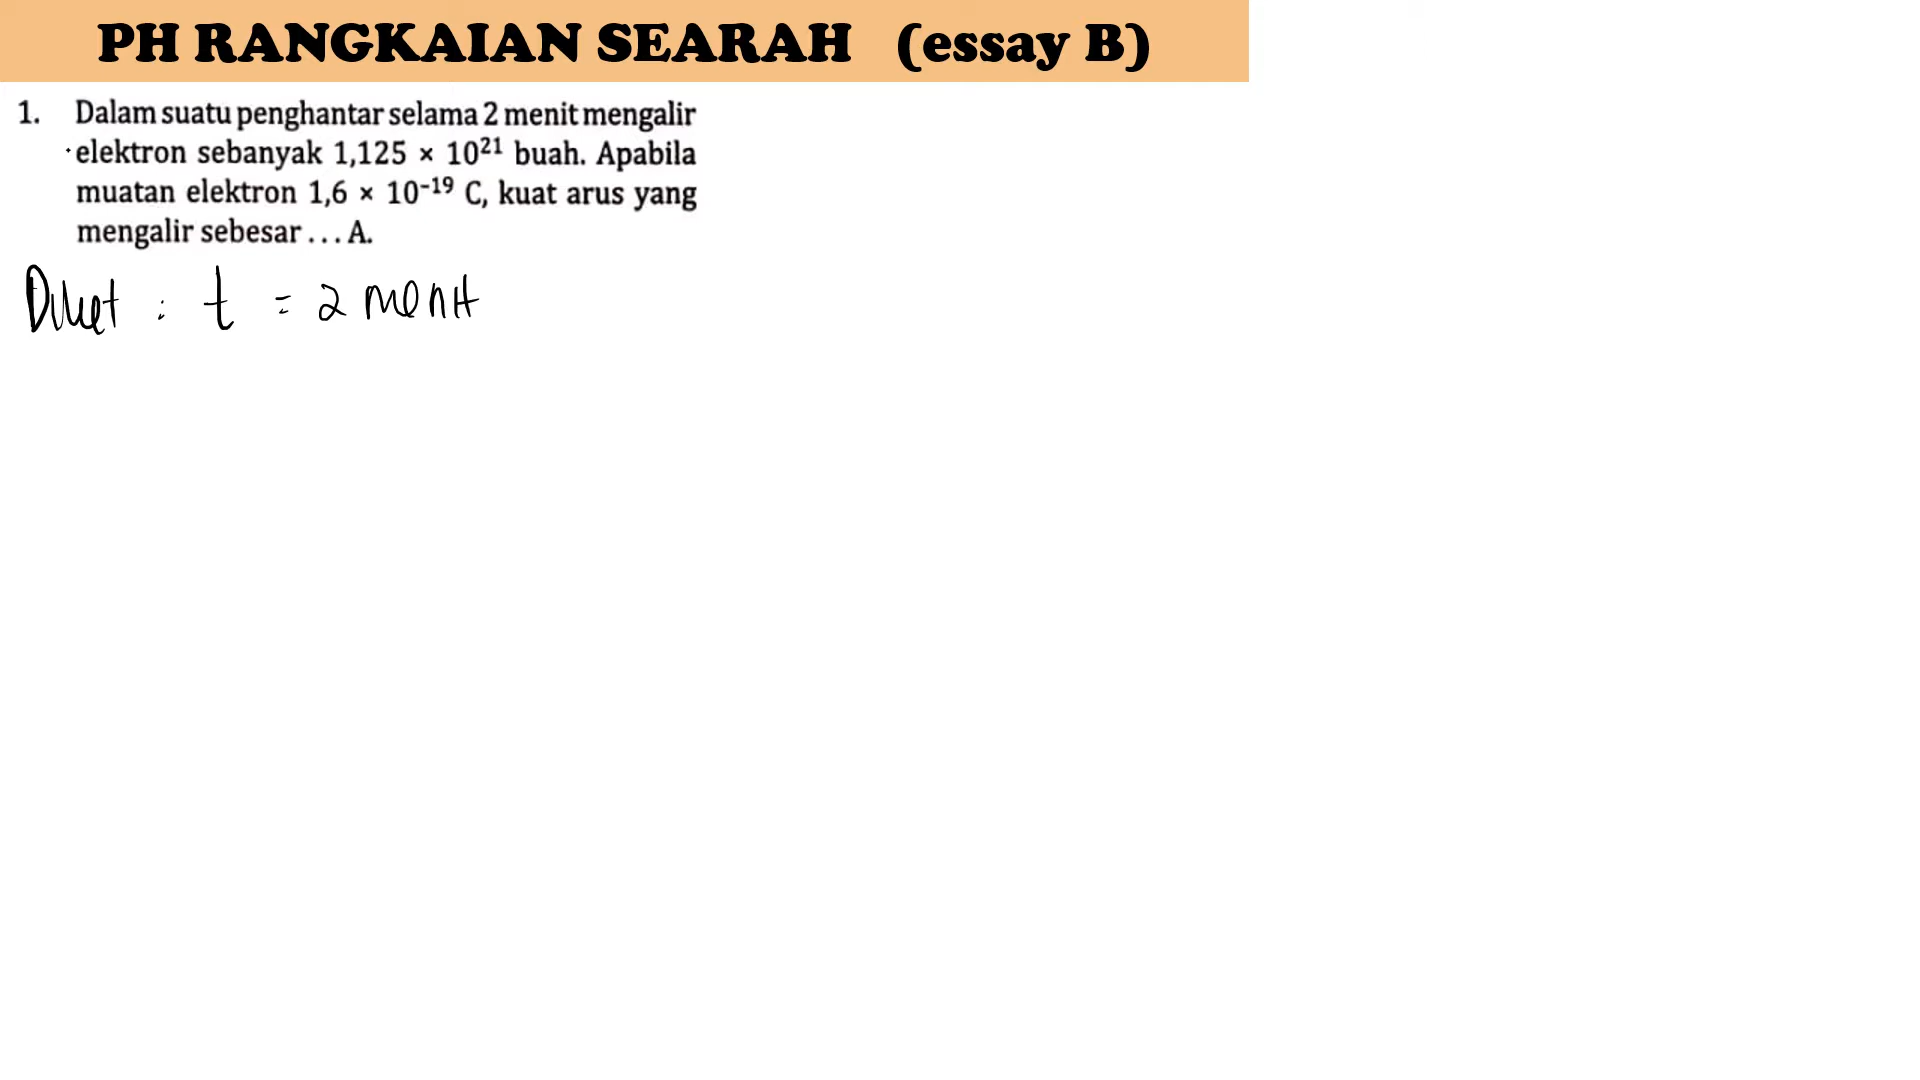 PH RANGKAIAN SEARAH (essay B)
1. Dalam suatu penghantar selama 2 menit mengalir
elektron sebanyak 1,125 × 10²¹ buah. Apabila
muatan elektron 1,6 × 10⁻¹⁹ C, kuat arus yang
mengalir sebesar . . . A.
Diket : t = 2 menit